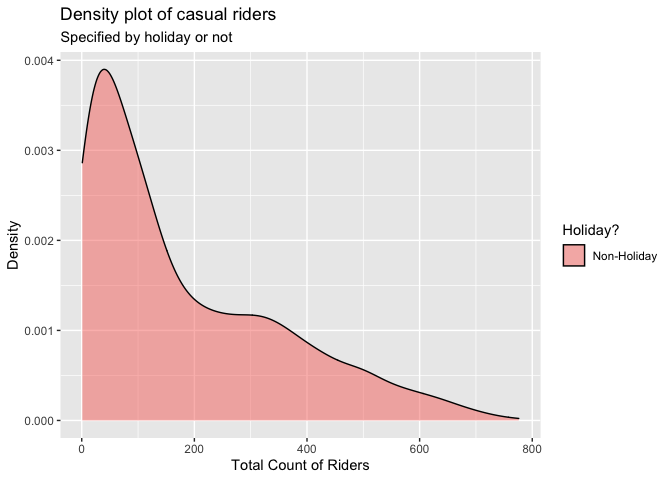 Density plot of casual riders
Specified by holiday or not
0.004
0.003
0.002
0.001
0.000
Density
0 200 400 600 800
Total Count of Riders
Holiday?
Non-Holiday